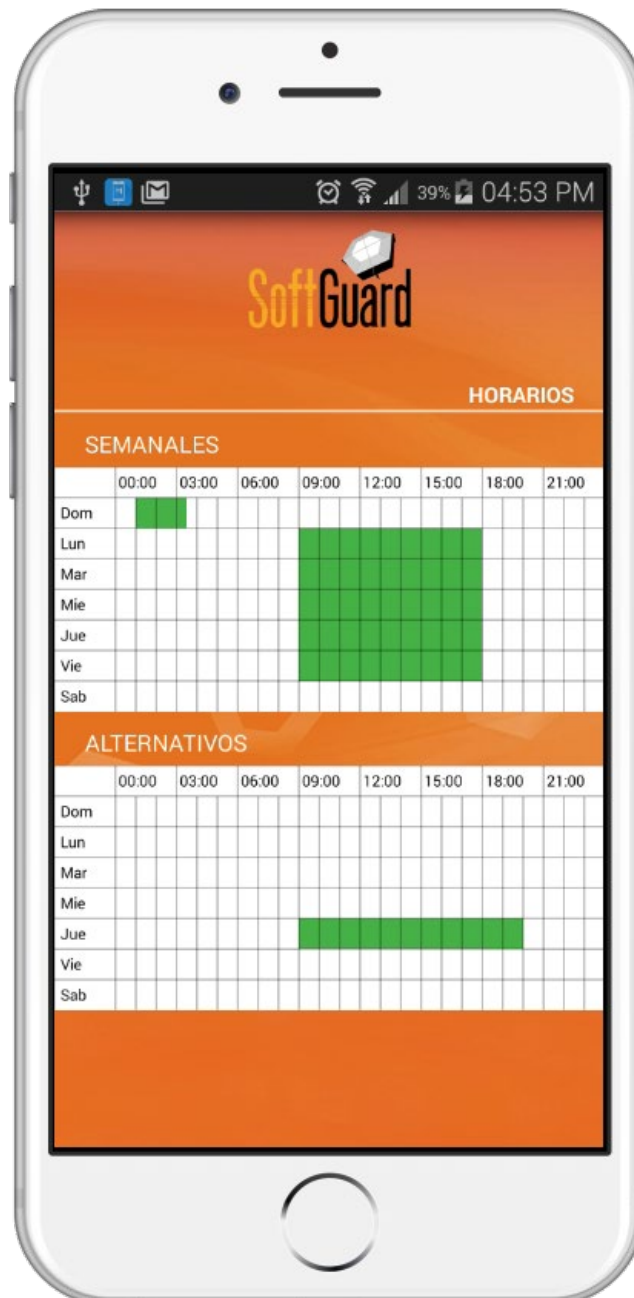 39% 04:53 PM
SoftGuard
HORARIOS
SEMANALES
00:00 03:00 06:00 09:00 12:00 15:00 18:00 21:00
Dom
Lun
Mar
Mie
Jue
Vie
Sab
ALTERNATIVOS
00:00 03:00 06:00 09:00 12:00 15:00 18:00 21:00
Dom
Lun
Mar
Mie
Jue
Vie
Sab